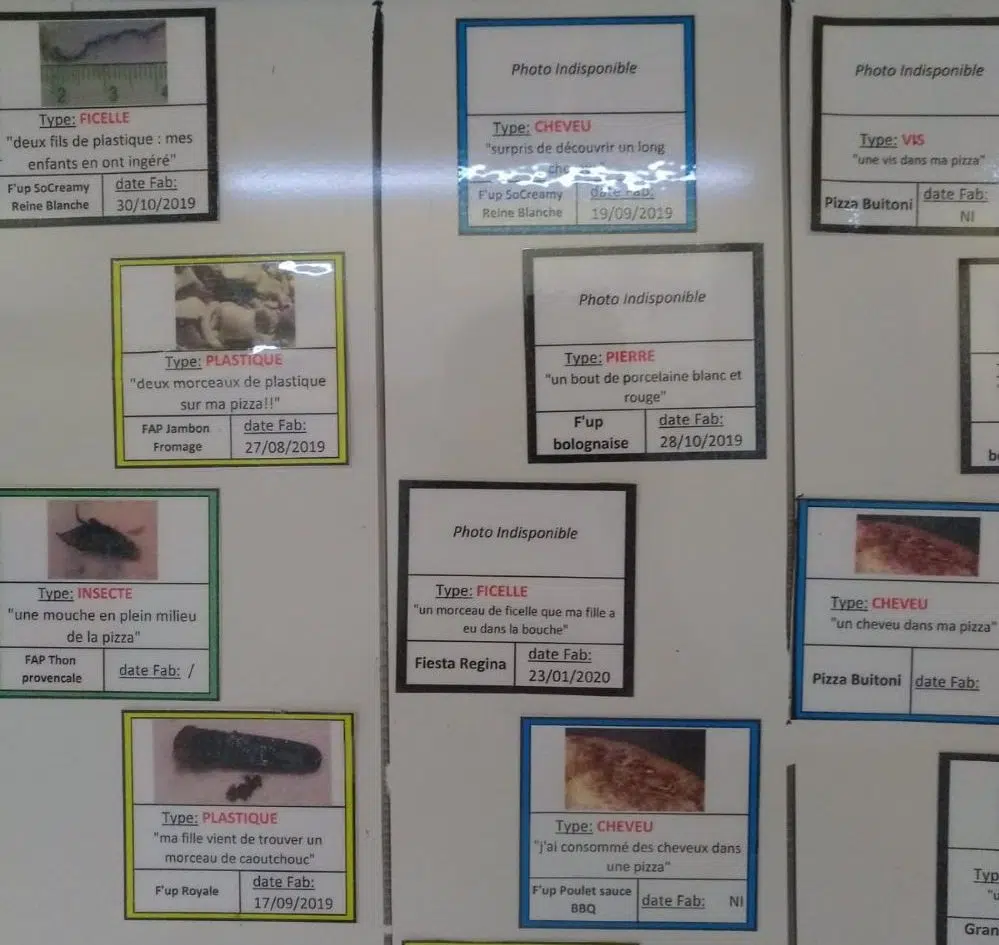 2 3 4
Type: FICELLE
"deux fils de plastique : mes
enfants en ont ingéré"
F'up SoCreamy
Reine Blanche
date Fab:
30/10/2019
Photo Indisponible
Type: CHEVEU
"surpris de découvrir un long
F'up SoCreamy
Reine Blanche
date Fab:
19/09/2019
Photo Indisponible
Type: VIS
"une vis dans ma pizza"
Pizza Buitoni
date Fab:
NI
Type: PLASTIQUE
"deux morceaux de plastique
sur ma pizza!!"
FAP Jambon
Fromage
date Fab:
27/08/2019
Photo Indisponible
Type: PIERRE
"un bout de porcelaine blanc et
rouge"
F'up
bolognaise
date Fab:
28/10/2019
Type: INSECTE
"une mouche en plein milieu
de la pizza"
FAP Thon
provencale
date Fab: /
Photo Indisponible
Type: FICELLE
"un morceau de ficelle que ma fille a
eu dans la bouche"
Fiesta Regina
date Fab:
23/01/2020
Type: CHEVEU
"un cheveu dans ma pizza"
Pizza Buitoni
date Fab:
Type: PLASTIQUE
"ma fille vient de trouver un
morceau de caoutchouc"
F'up Royale
date Fab:
17/09/2019
Type: CHEVEU
"j'ai consommé des cheveux dans
une pizza"
F'up Poulet sauce
BBQ
date Fab: NI
Typ
"u
Gran